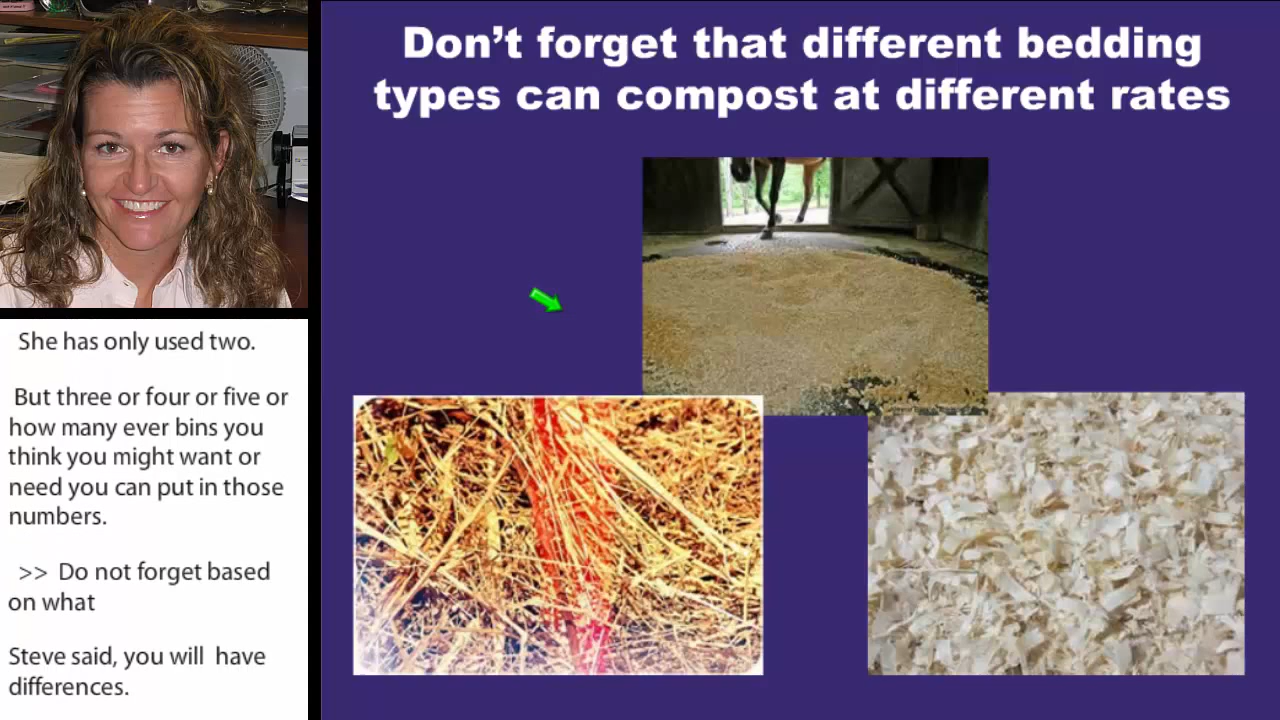 Don't forget that different bedding
types can compost at different rates
She has only used two.
But three or four or five or
how many ever bins you
think you might want or
need you can put in those
numbers.
>> Do not forget based
on what
Steve said, you will have
differences.